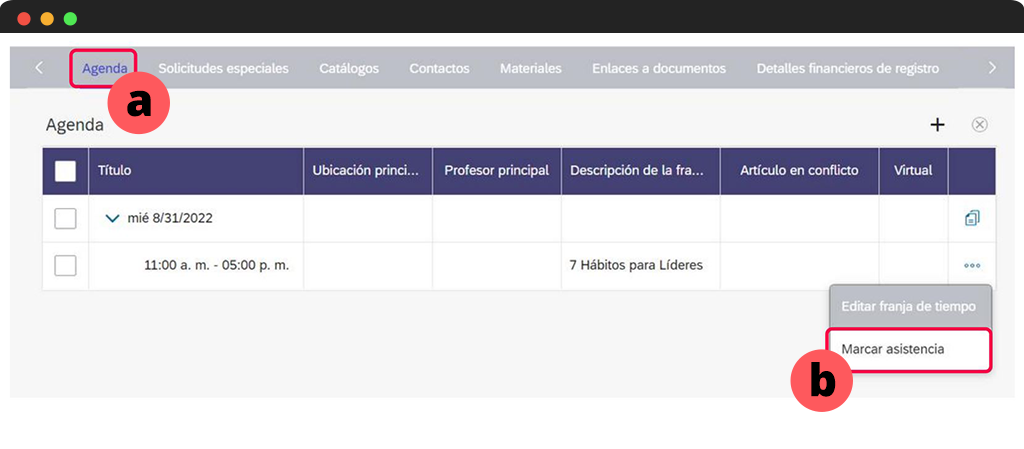 Agenda Solicitudes especiales Catálogos Contactos Materiales Enlaces a documentos Detalles financieros de registro
a
Agenda
Título Ubicación princi... Profesor principal Descripción de la fra... Artículo en conflicto Virtual
mié 8/31/2022
11:00 a. m. - 05:00 p. m. 7 Hábitos para Líderes
Editar franja de tiempo
Marcar asistencia
b